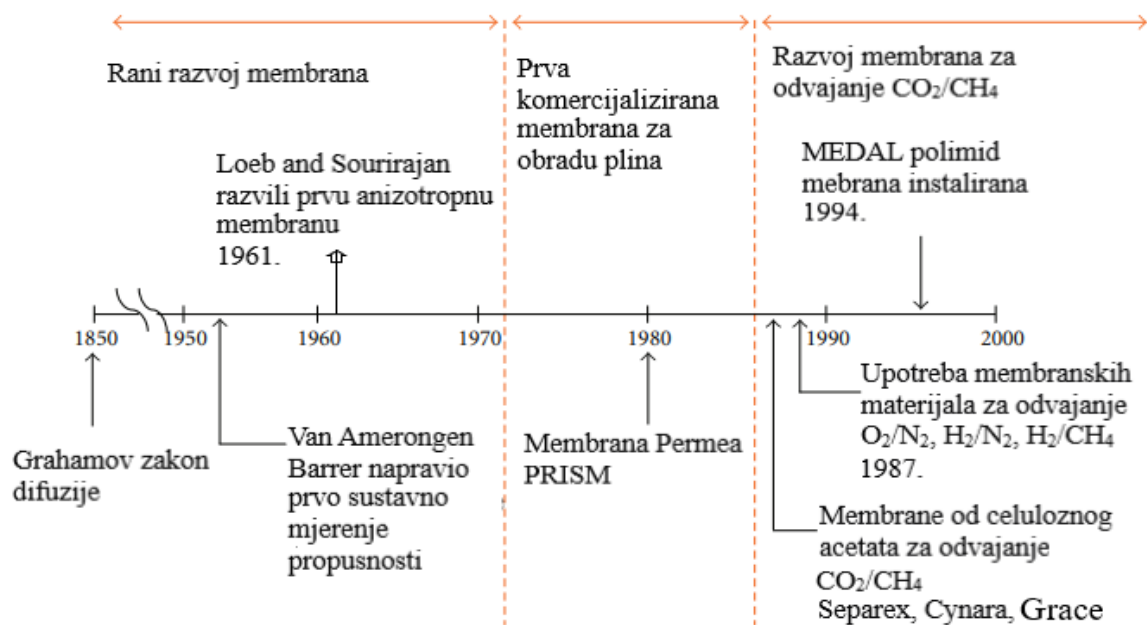 Rani razvoj membrana
Prva
komercijalizirana
membrana za
obradu plina
Razvoj membrana za
odvajanje CO₂/CH₄
Loeb and Sourirajan
razvili prvu anizotropnu
membranu
1961.
MEDAL polimid
mebrana instalirana
1994.
1850
1950
1960
1970
1980
1990
2000
Grahamov zakon
difuzije
Van Amerongen
Barrer napravio
prvo sustavno
mjerenje
propusnosti
Membrana Permea
PRISM
Upotreba membranskih
materijala za odvajanje
O₂/N₂, H₂/N₂, H₂/CH₄
1987.
Membrane od celuloznog
acetata za odvajanje
CO₂/CH₄
Separex, Cynara, Grace